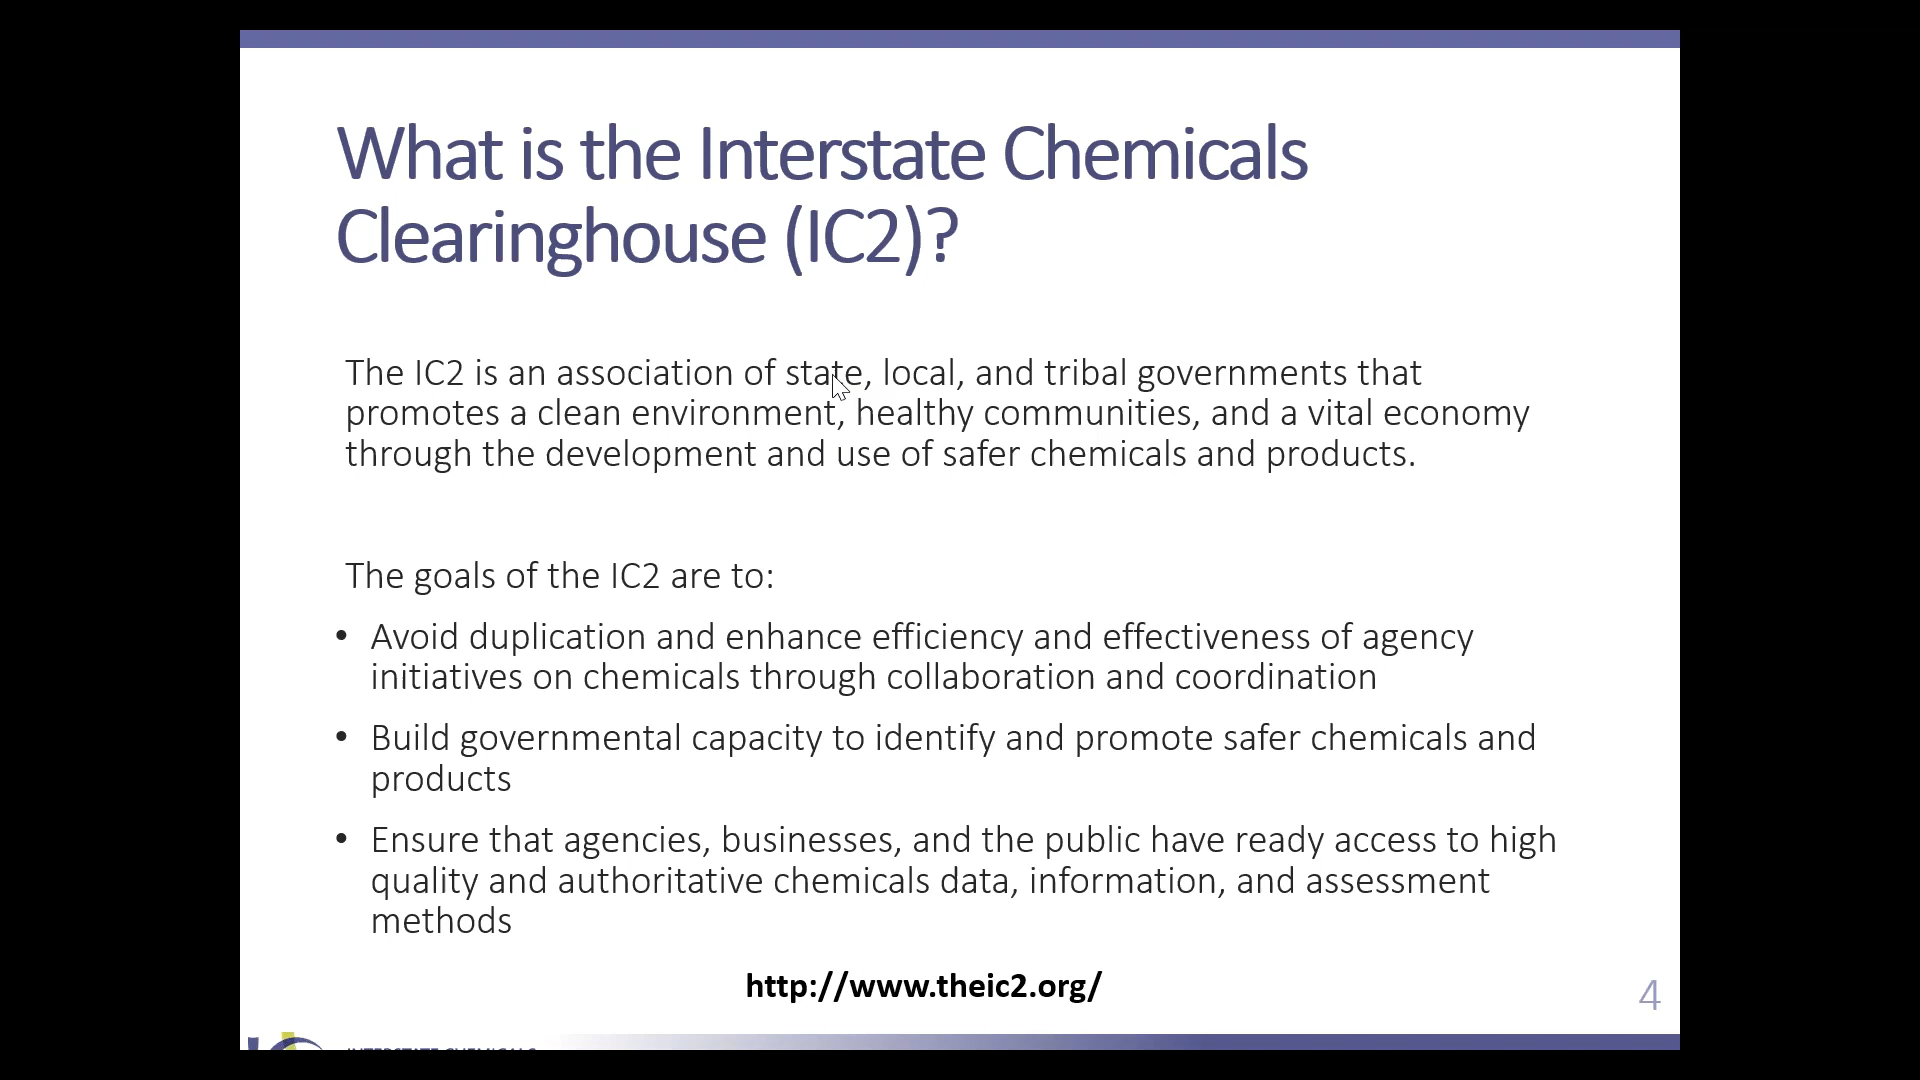 What is the Interstate Chemicals
Clearinghouse (IC2)?
The IC2 is an association of state, local, and tribal governments that
promotes a clean environment, healthy communities, and a vital economy
through the development and use of safer chemicals and products.
The goals of the IC2 are to:
• Avoid duplication and enhance efficiency and effectiveness of agency
initiatives on chemicals through collaboration and coordination
• Build governmental capacity to identify and promote safer chemicals and
products
• Ensure that agencies, businesses, and the public have ready access to high
quality and authoritative chemicals data, information, and assessment
methods
http://www.theic2.org/
4
INTERSTATE CHEMICALS